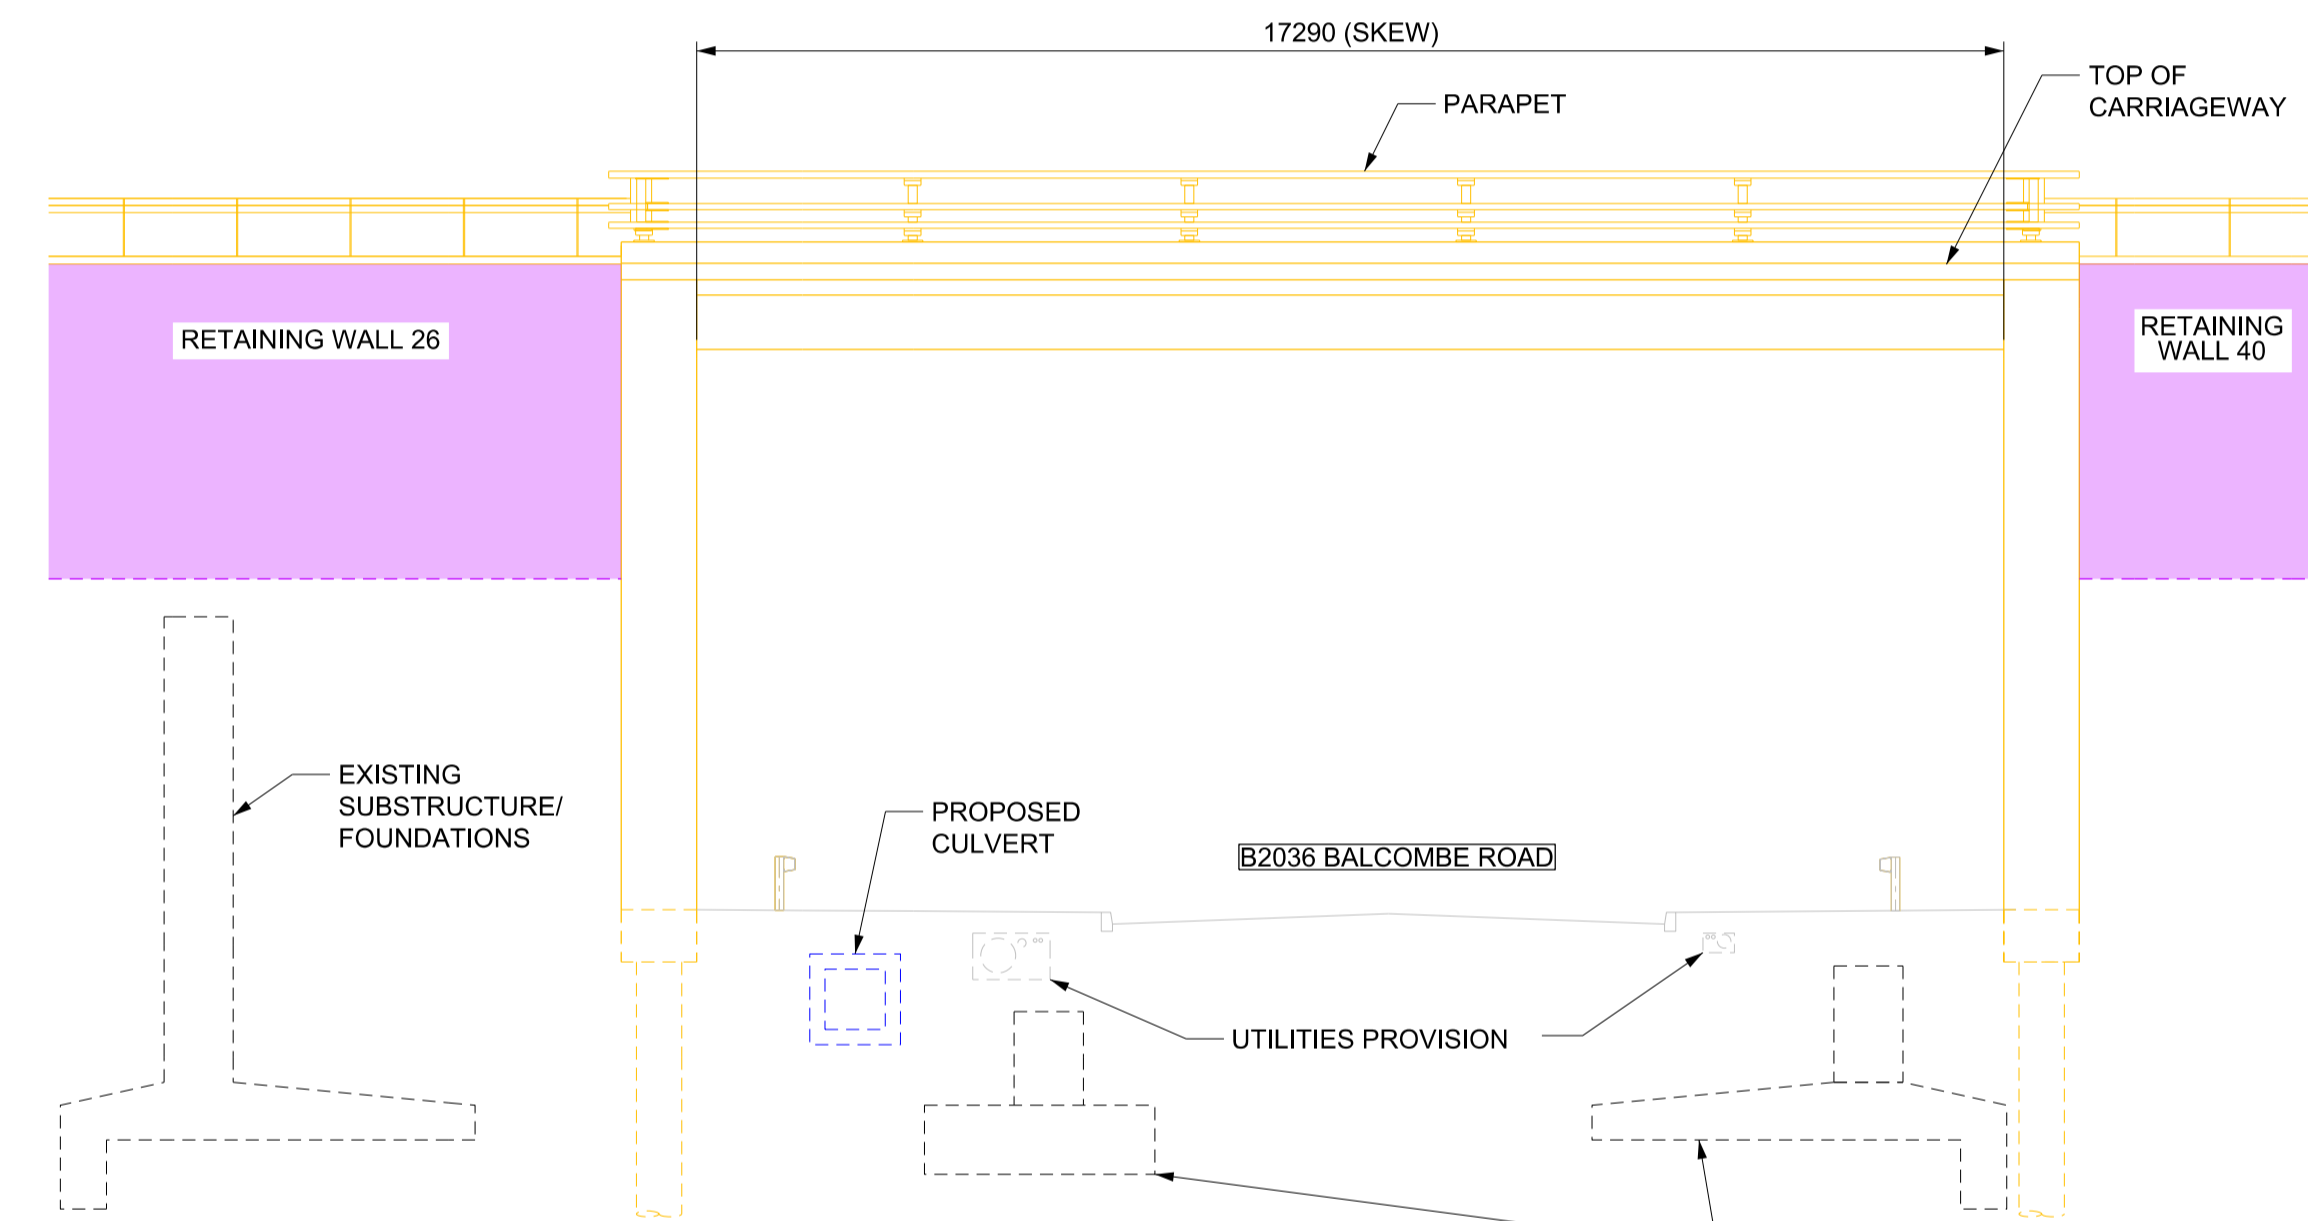 17290 (SKEW)
TOP OF
CARRIAGEWAY
PARAPET
RETAINING WALL 26
RETAINING
WALL 40
EXISTING
SUBSTRUCTURE/
FOUNDATIONS
PROPOSED
CULVERT
B2036 BALCOMBE ROAD
UTILITIES PROVISION